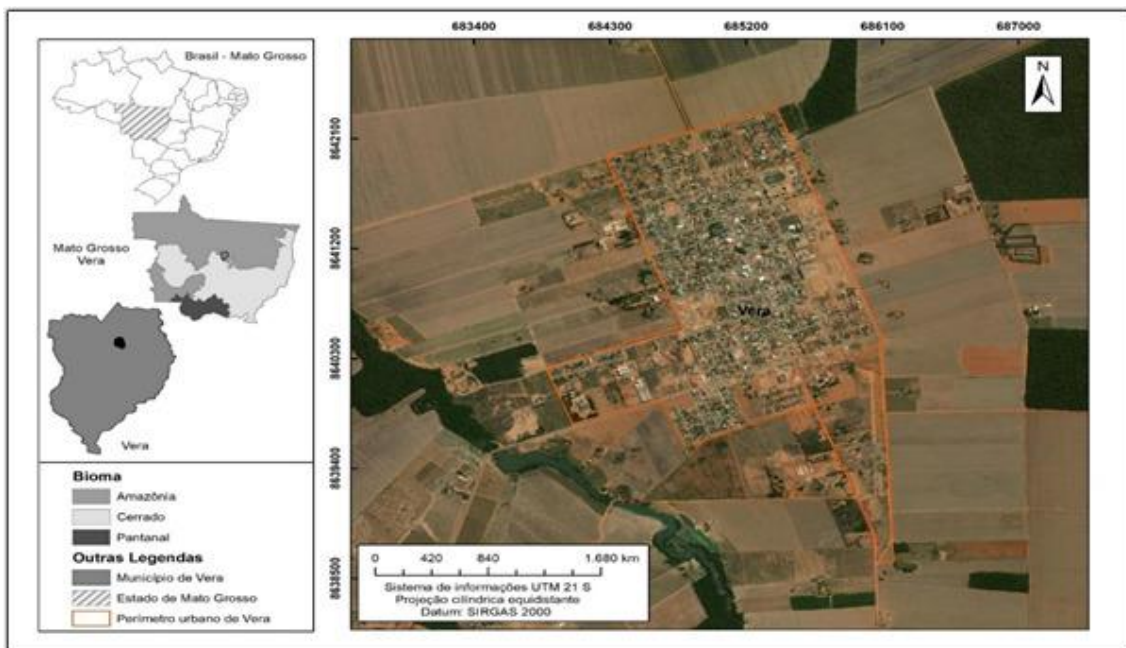 Brasil - Mato Grosso
Mato Grosso
Vera
Vera
Bioma
Amazônia
Cerrado
Pantanal
Outras Legendas
Município de Vera
Estado de Mato Grosso
Perímetro urbano de Vera
683400 684300 685200 686100 687000
8642100
8641200
8640300
8639400
8638500
N
Vera
0 420 840 1.680 km
Sistema de informações UTM 21 S
Projeção cilíndrica equidistante
Datum: SIRGAS 2000